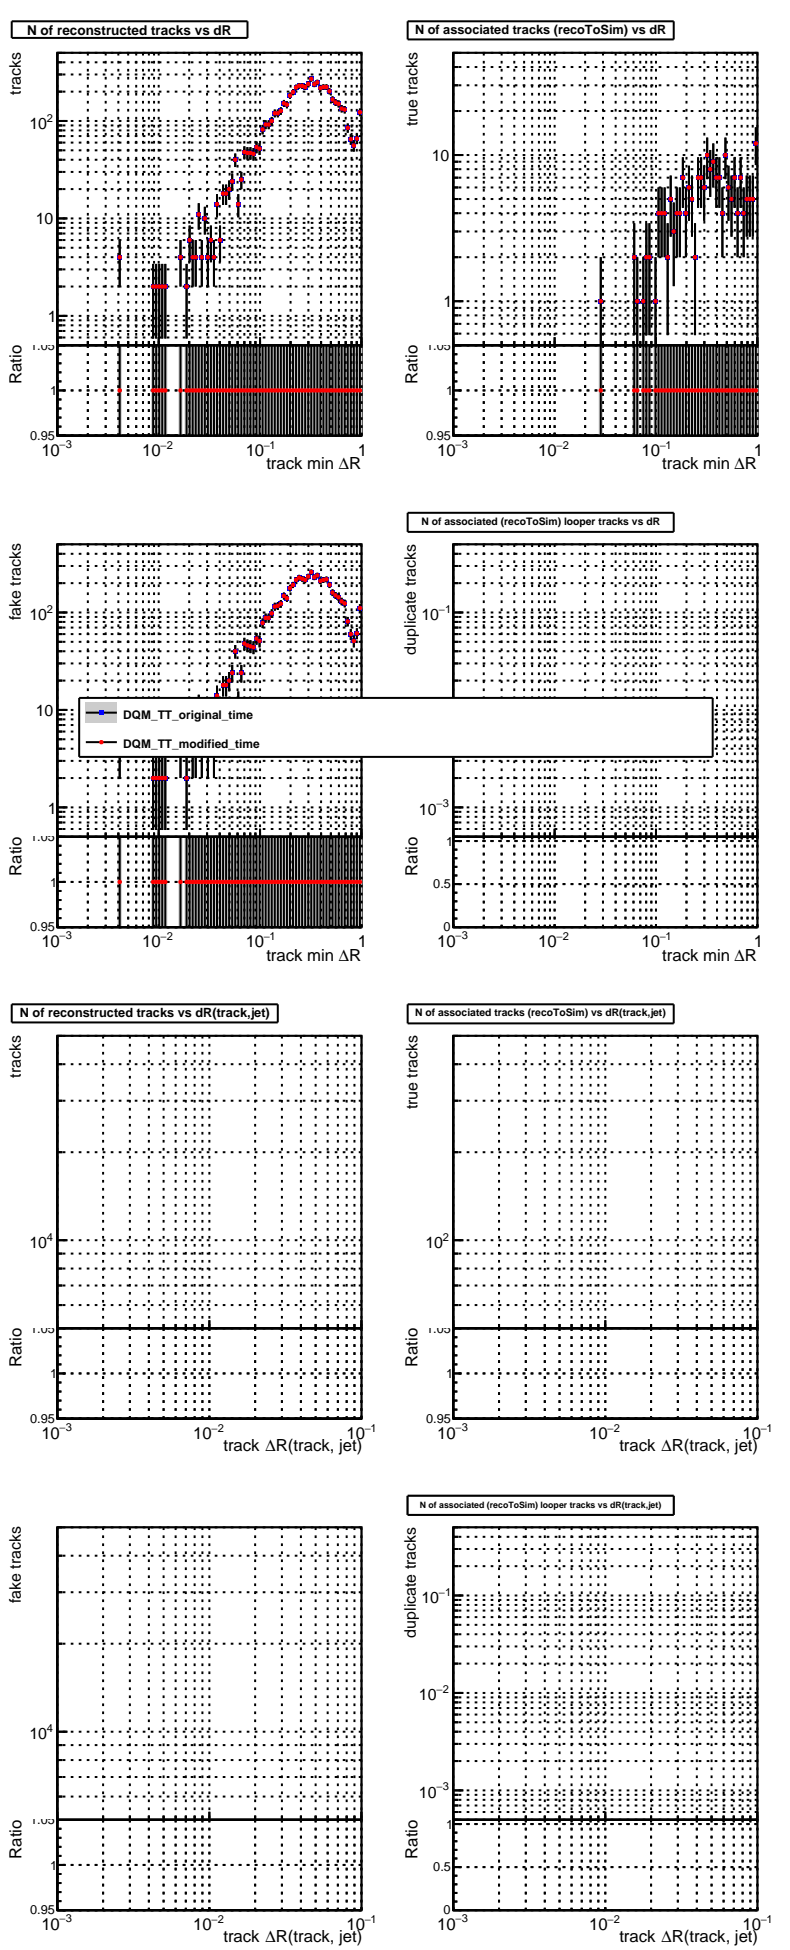 N of reconstructed tracks vs dR
tracks
10²
10
1
1.05
Ratio
1
0.95
10⁻³
10⁻²
10⁻¹
1
track min ΔR
N of associated tracks (recoToSim) vs dR
true tracks
10
1
1.05
Ratio
1
0.95
10⁻³
10⁻²
10⁻¹
1
track min ΔR
fake tracks
10²
10
1
1.05
Ratio
1
0.95
10⁻³
10⁻²
10⁻¹
1
track min ΔR
N of associated (recoToSim) looper tracks vs dR
duplicate tracks
10⁻¹
10⁻³
Ratio
1
0.5
0
10⁻³
10⁻²
10⁻¹
1
track min ΔR
DQM_TT_original_time
DQM_TT_modified_time
N of reconstructed tracks vs dR(track,jet)
tracks
10⁴
1.05
Ratio
1
0.95
10⁻³
10⁻²
10⁻¹
track ΔR(track, jet)
N of associated tracks (recoToSim) vs dR(track,jet)
true tracks
10²
1.05
Ratio
1
0.95
10⁻³
10⁻²
10⁻¹
track ΔR(track, jet)
fake tracks
10⁴
1.05
Ratio
1
0.95
10⁻³
10⁻²
10⁻¹
track ΔR(track, jet)
N of associated (recoToSim) looper tracks vs dR(track,jet)
duplicate tracks
10⁻¹
10⁻²
10⁻³
Ratio
1
0.5
0
10⁻³
10⁻²
10⁻¹
track ΔR(track, jet)